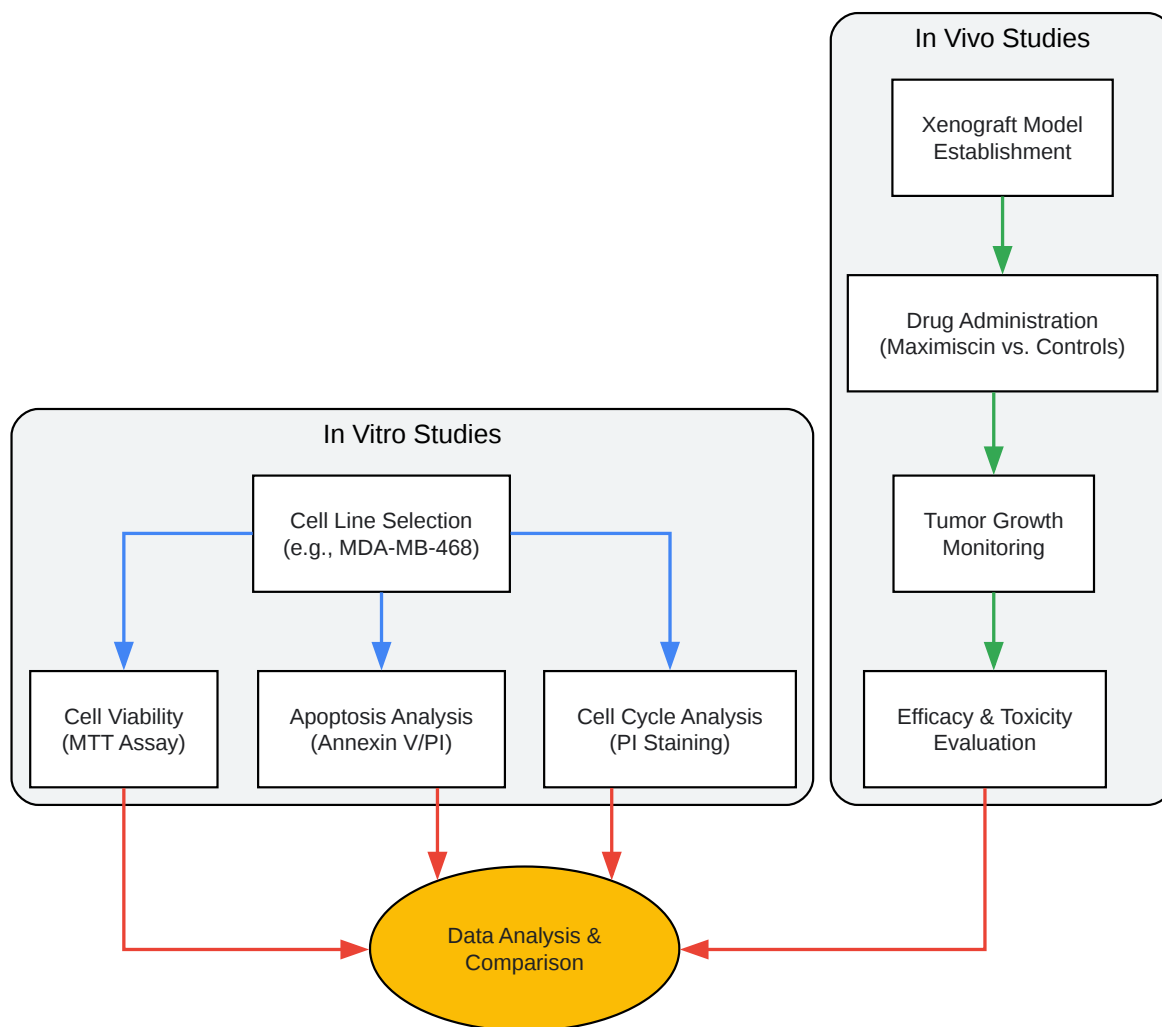 In Vivo Studies
Xenograft Model
Establishment
Drug Administration
(Maximiscin vs. Controls)
Tumor Growth
Monitoring
Efficacy & Toxicity
Evaluation
In Vitro Studies
Cell Line Selection
(e.g., MDA-MB-468)
Cell Viability
(MTT Assay)
Apoptosis Analysis
(Annexin V/PI)
Cell Cycle Analysis
(PI Staining)
Data Analysis &
Comparison